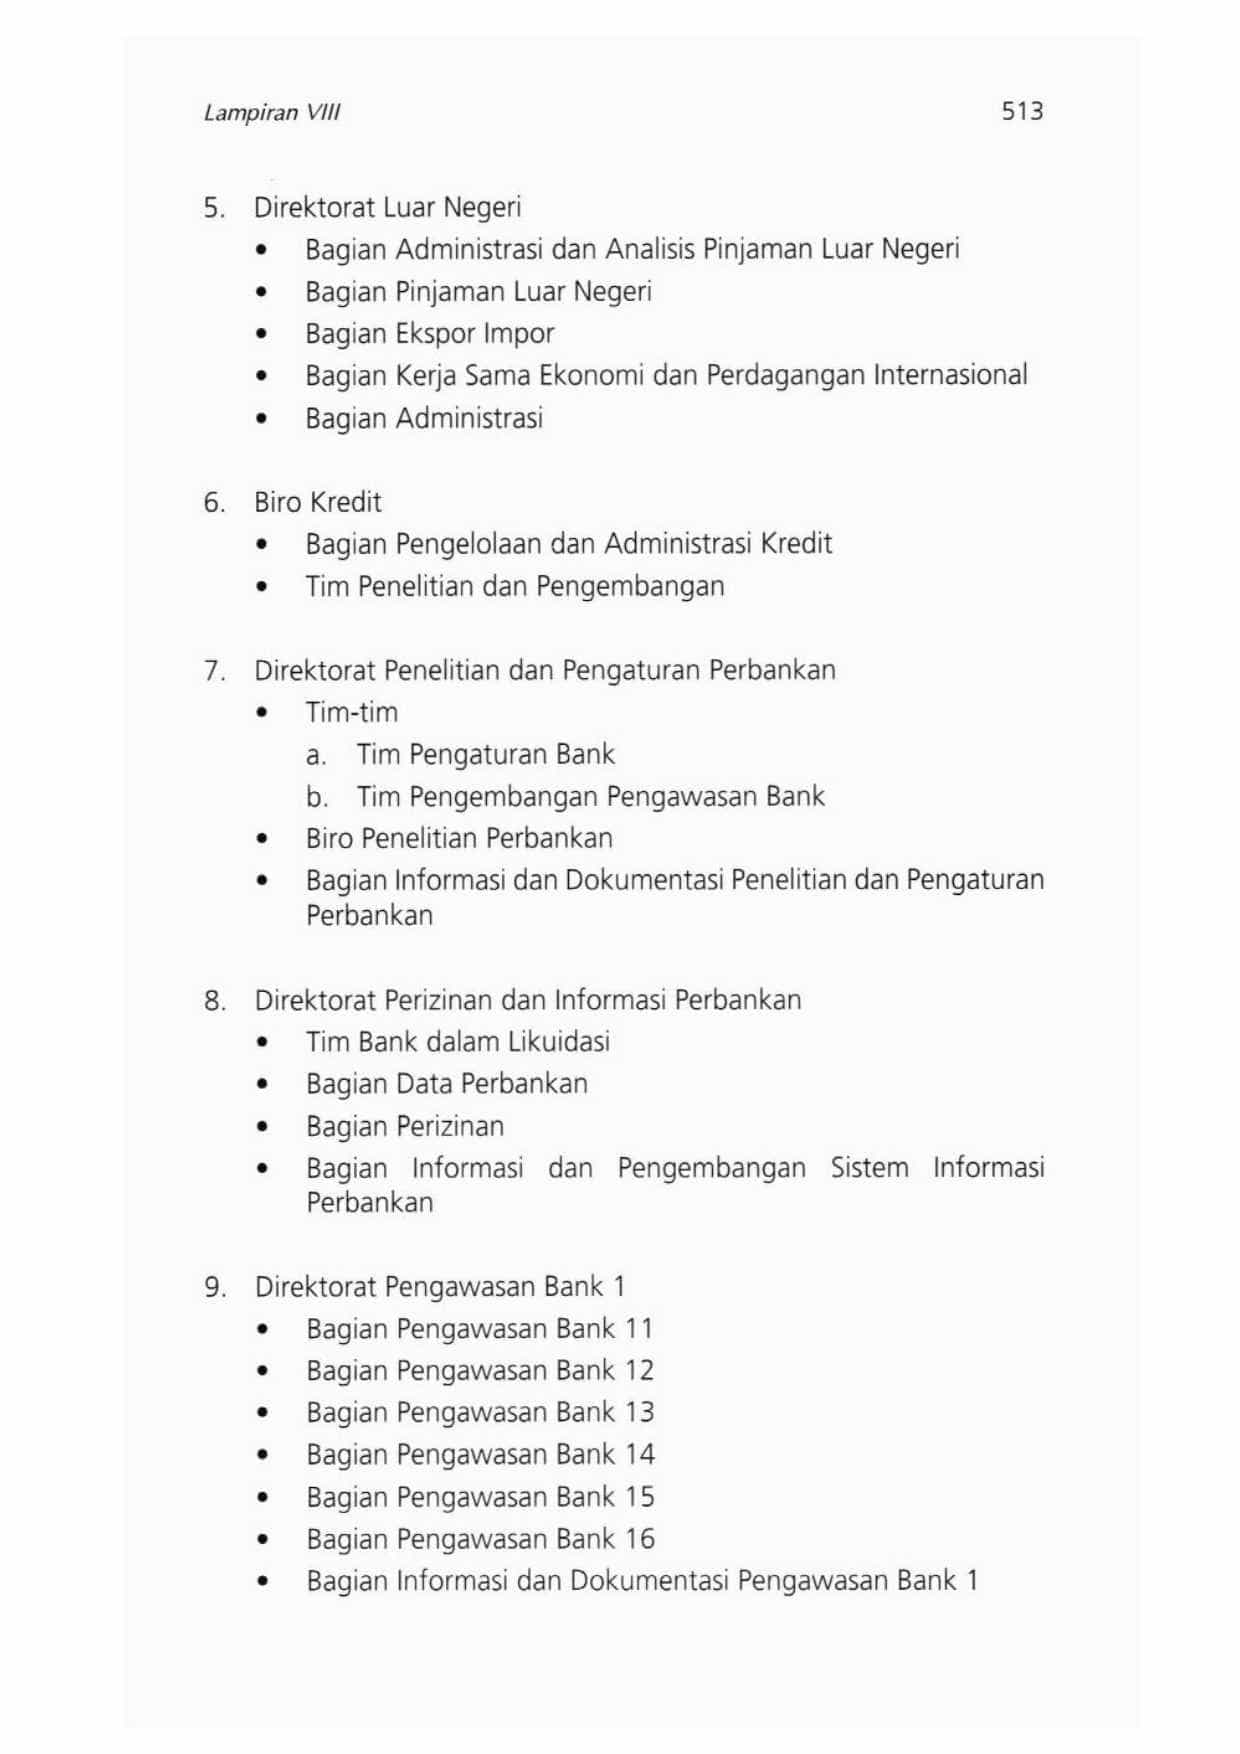 Lampiran VIII 513
5. Direktorat Luar Negeri
• Bagian Administrasi dan Analisis Pinjaman Luar Negeri
• Bagian Pinjaman Luar Negeri
• Bagian Ekspor Impor
• Bagian Kerja Sama Ekonomi dan Perdagangan Internasional
• Bagian Administrasi
6. Biro Kredit
• Bagian Pengelolaan dan Administrasi Kredit
• Tim Penelitian dan Pengembangan
7. Direktorat Penelitian dan Pengaturan Perbankan
• Tim-tim
a. Tim Pengaturan Bank
b. Tim Pengembangan Pengawasan Bank
• Biro Penelitian Perbankan
• Bagian Informasi dan Dokumentasi Penelitian dan Pengaturan
Perbankan
8. Direktorat Perizinan dan Informasi Perbankan
• Tim Bank dalam Likuidasi
• Bagian Data Perbankan
• Bagian Perizinan
• Bagian Informasi dan Pengembangan Sistem Informasi
Perbankan
9. Direktorat Pengawasan Bank 1
• Bagian Pengawasan Bank 11
• Bagian Pengawasan Bank 12
• Bagian Pengawasan Bank 13
• Bagian Pengawasan Bank 14
• Bagian Pengawasan Bank 15
• Bagian Pengawasan Bank 16
• Bagian Informasi dan Dokumentasi Pengawasan Bank 1